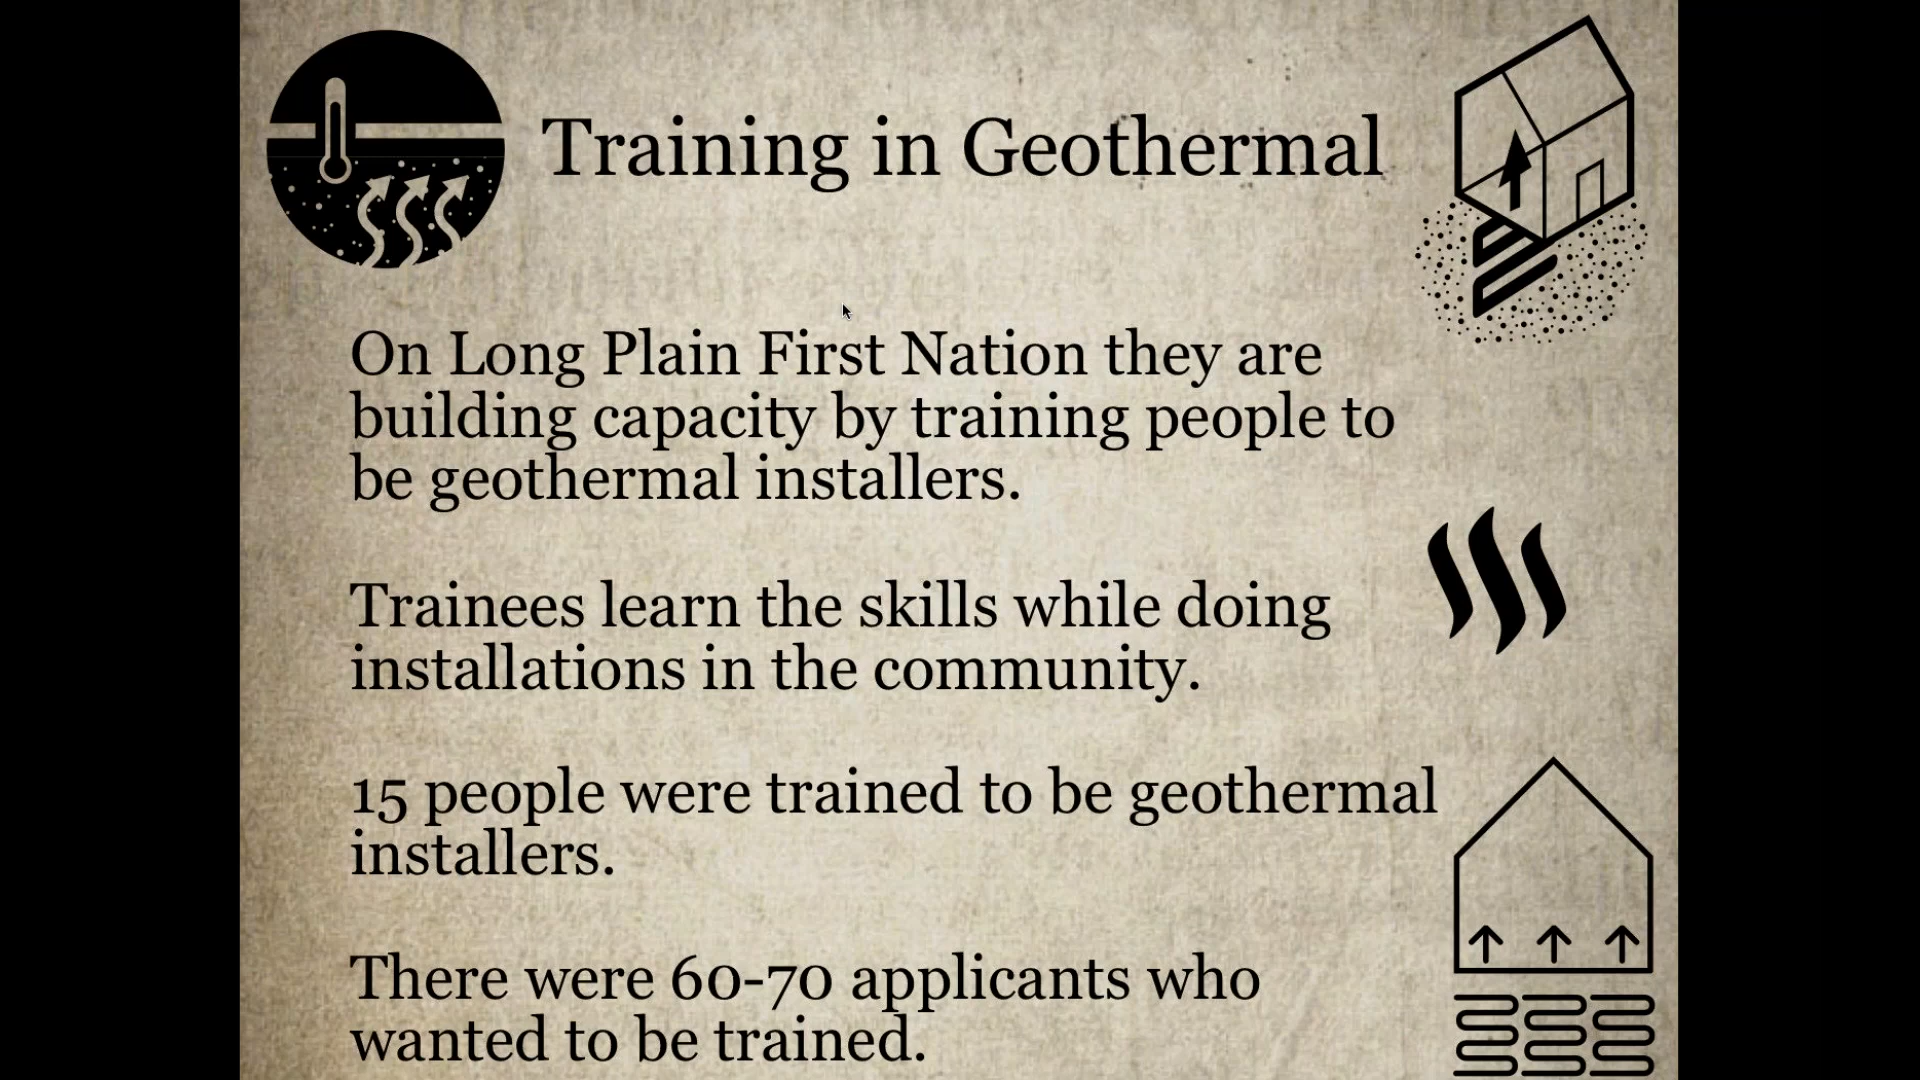 Training in Geothermal
On Long Plain First Nation they are
building capacity by training people to
be geothermal installers.
Trainees learn the skills while doing
installations in the community.
15 people were trained to be geothermal
installers.
There were 60-70 applicants who
wanted to be trained.